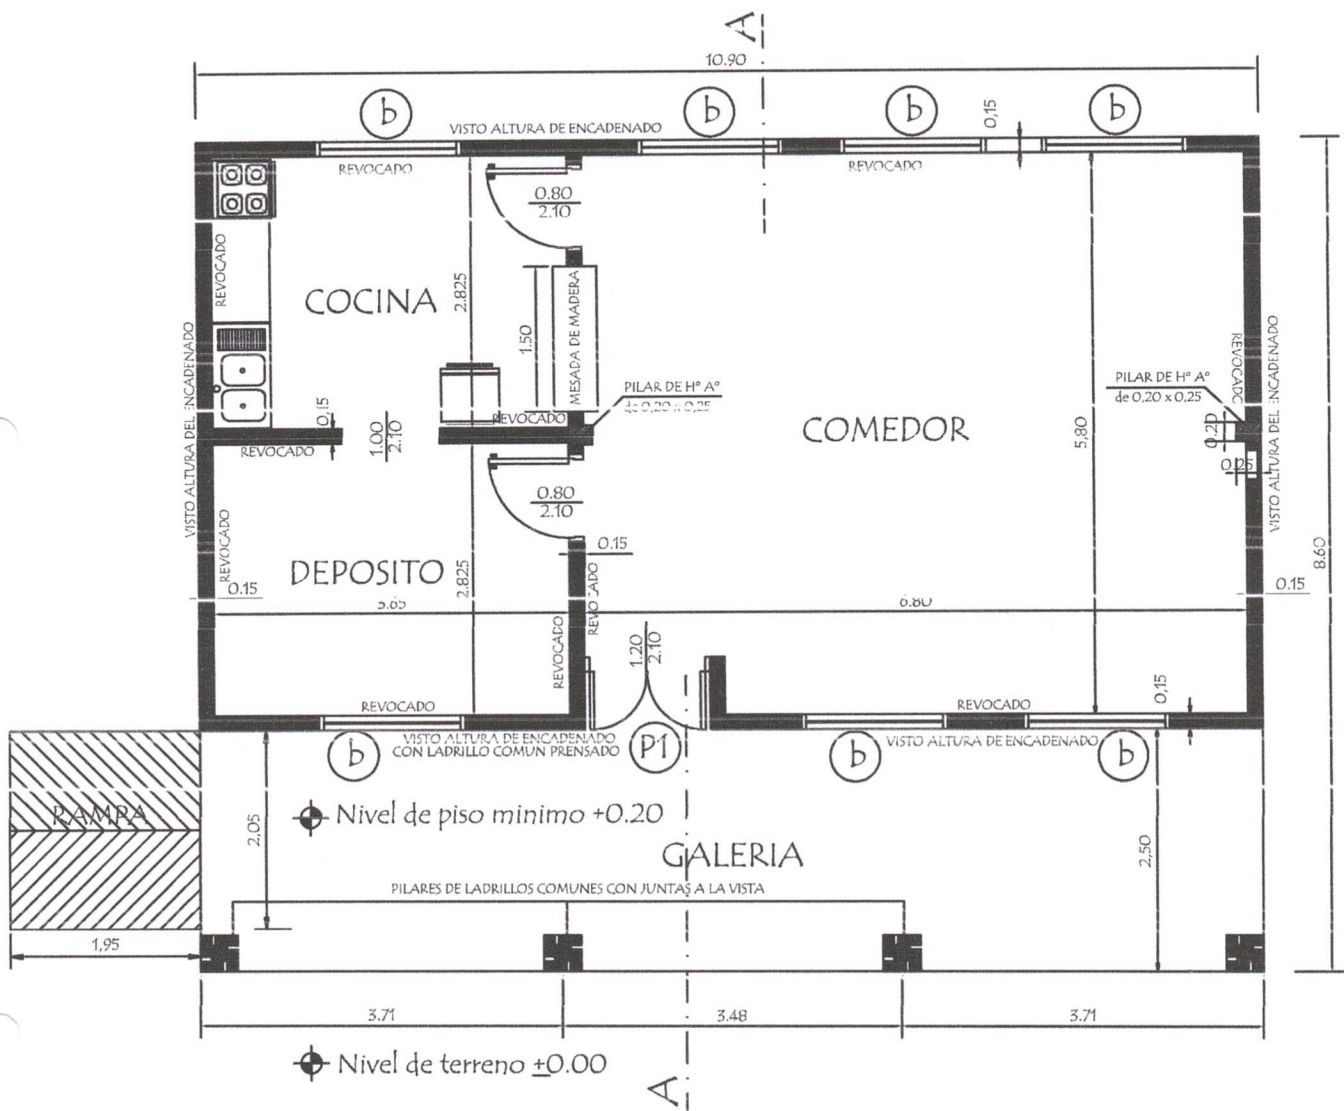 A
10.90
b
b
b
b
0,15
VISTO ALTURA DE ENCADENADO
REVOCADO
REVOCADO
0.80
2.10
REVOCADO
COCINA
2.825
1.50
MESADA DE MADERA
VISTO ALTURA DEL ENCADENADO
PILAR DE Hº Aº
de 0,20 x 0,25
PILAR DE Hº Aº
de 0,20 x 0,25
REVOCADO
VISTO ALTURA DEL ENCADENADO
0,15
REVOCADO
COMEDOR
5,80
0.20
0.25
REVOCADO
1.00
2.10
0.80
2.10
REVOCADO
0.15
DEPOSITO
2.825
0.15
REVOCADO
8.60
0.15
3.65
6.80
REVOCADO
1.20
2.10
0,15
REVOCADO
REVOCADO
VISTO ALTURA DE ENCADENADO
CON LADRILLO COMUN PRENSADO
b
P1
b
VISTO ALTURA DE ENCADENADO
b
RAMPA
2,05
Nivel de piso minimo +0.20
GALERIA
2,50
PILARES DE LADRILLOS COMUNES CON JUNTAS A LA VISTA
1,95
3.71
3.48
3.71
Nivel de terreno ±0.00
A